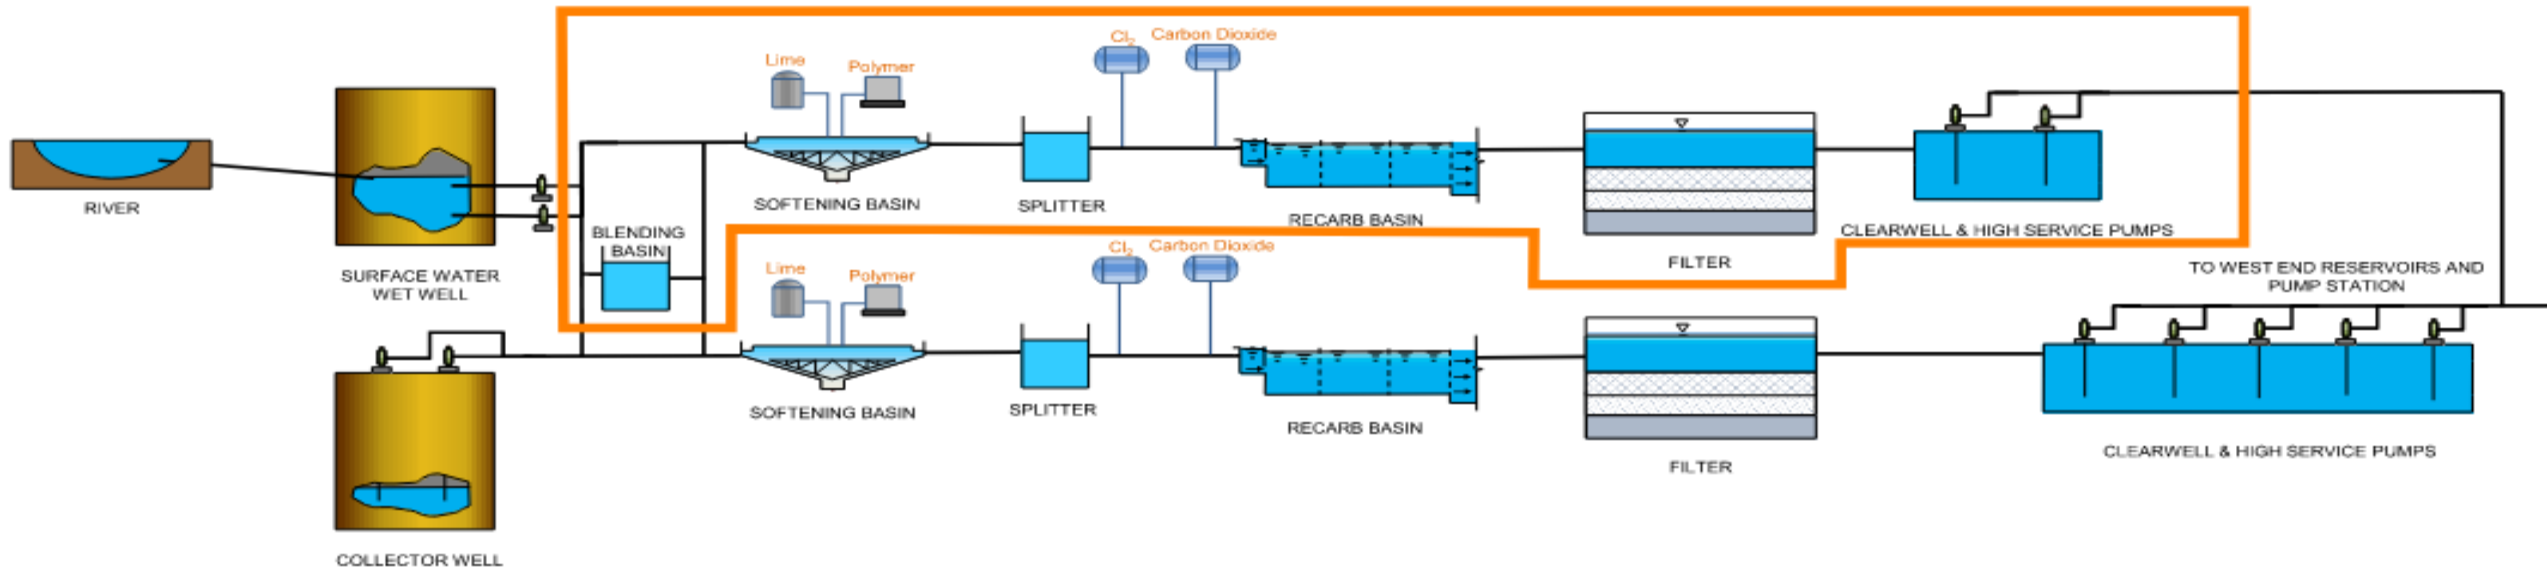 Cl2
Carbon Dioxide
Lime
Polymer
RIVER
SOFTENING BASIN
SPLITTER
RECARB BASIN
CLEARWELL & HIGH SERVICE PUMPS
BLENDING
BASIN
FILTER
SURFACE WATER
WET WELL
TO WEST END RESERVOIRS AND
PUMP STATION
Cl2
Carbon Dioxide
Lime
Polymer
SOFTENING BASIN
SPLITTER
RECARB BASIN
FILTER
CLEARWELL & HIGH SERVICE PUMPS
COLLECTOR WELL